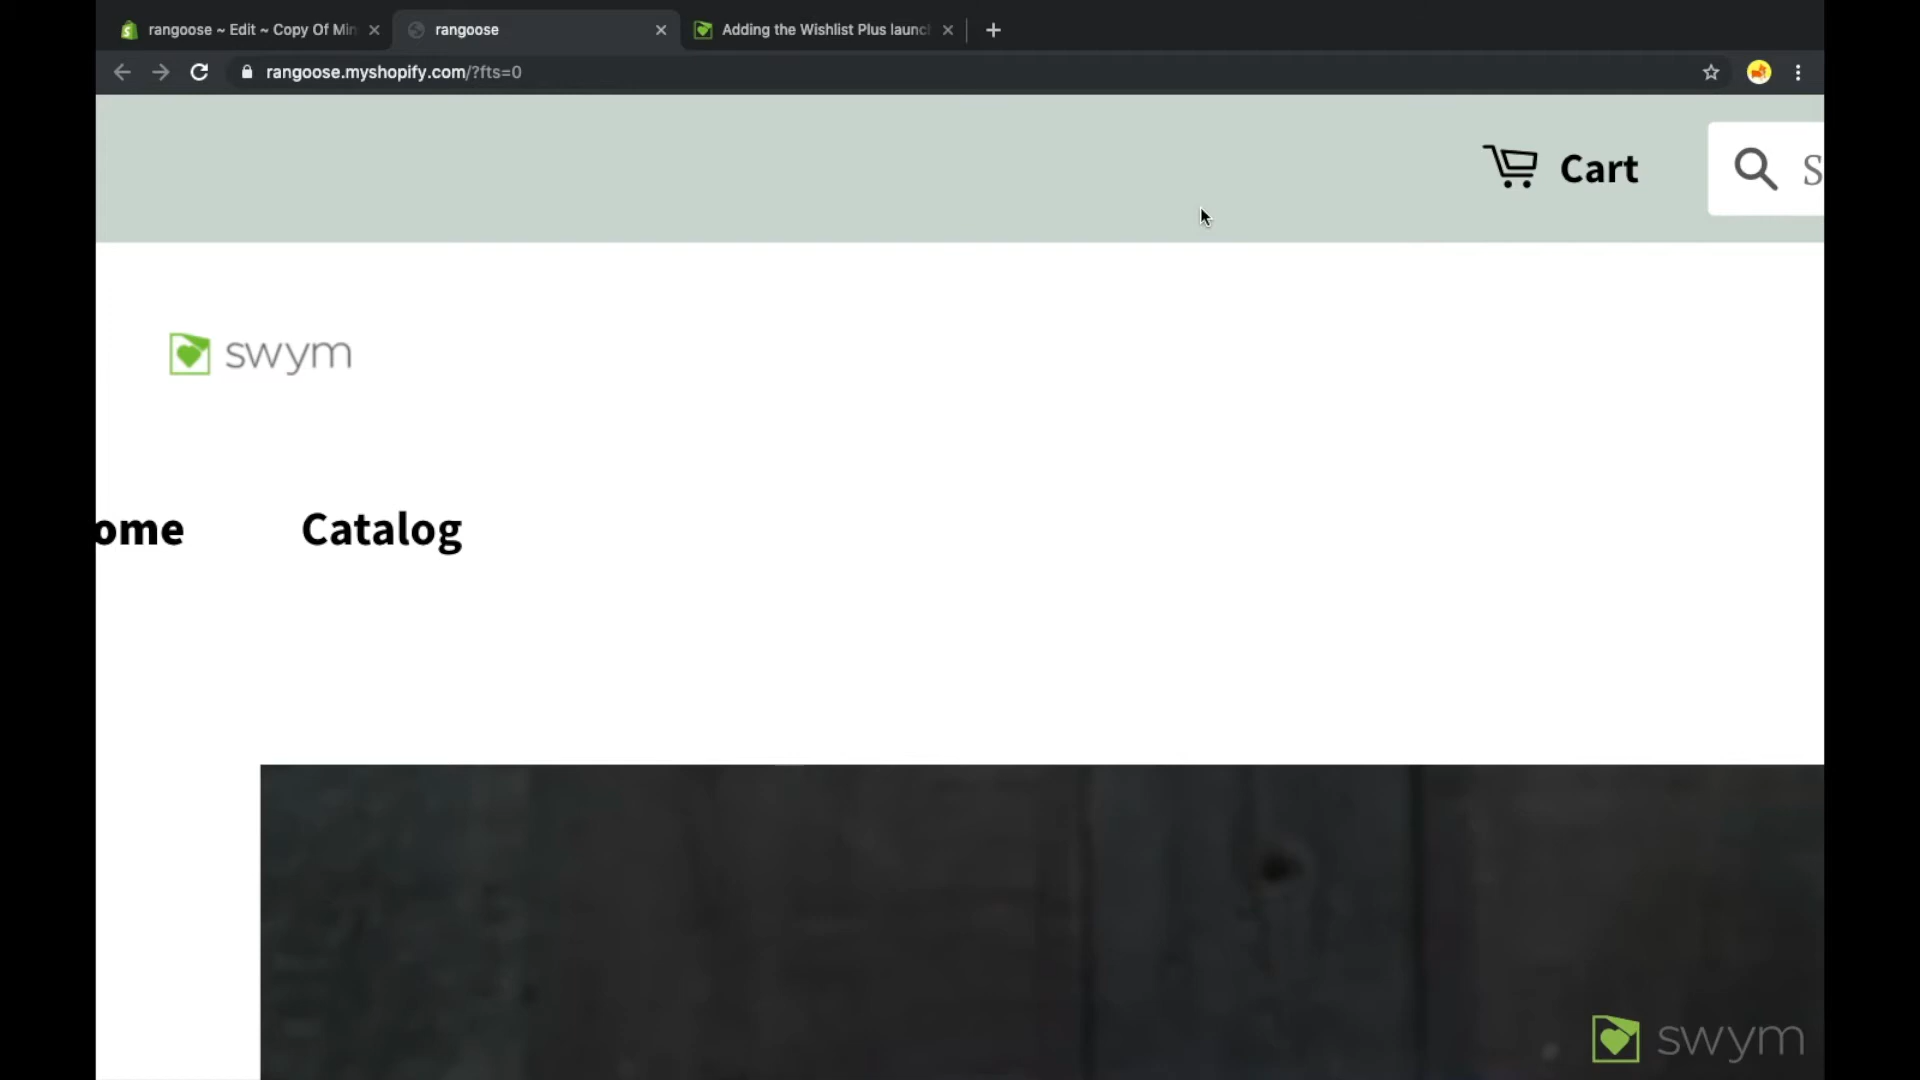 rangoose ~ Edit ~ Copy Of Min
rangoose
Adding the Wishlist Plus launc
rangoose.myshopify.com/?fts=0
Cart
S
swym
ome
Catalog
swym